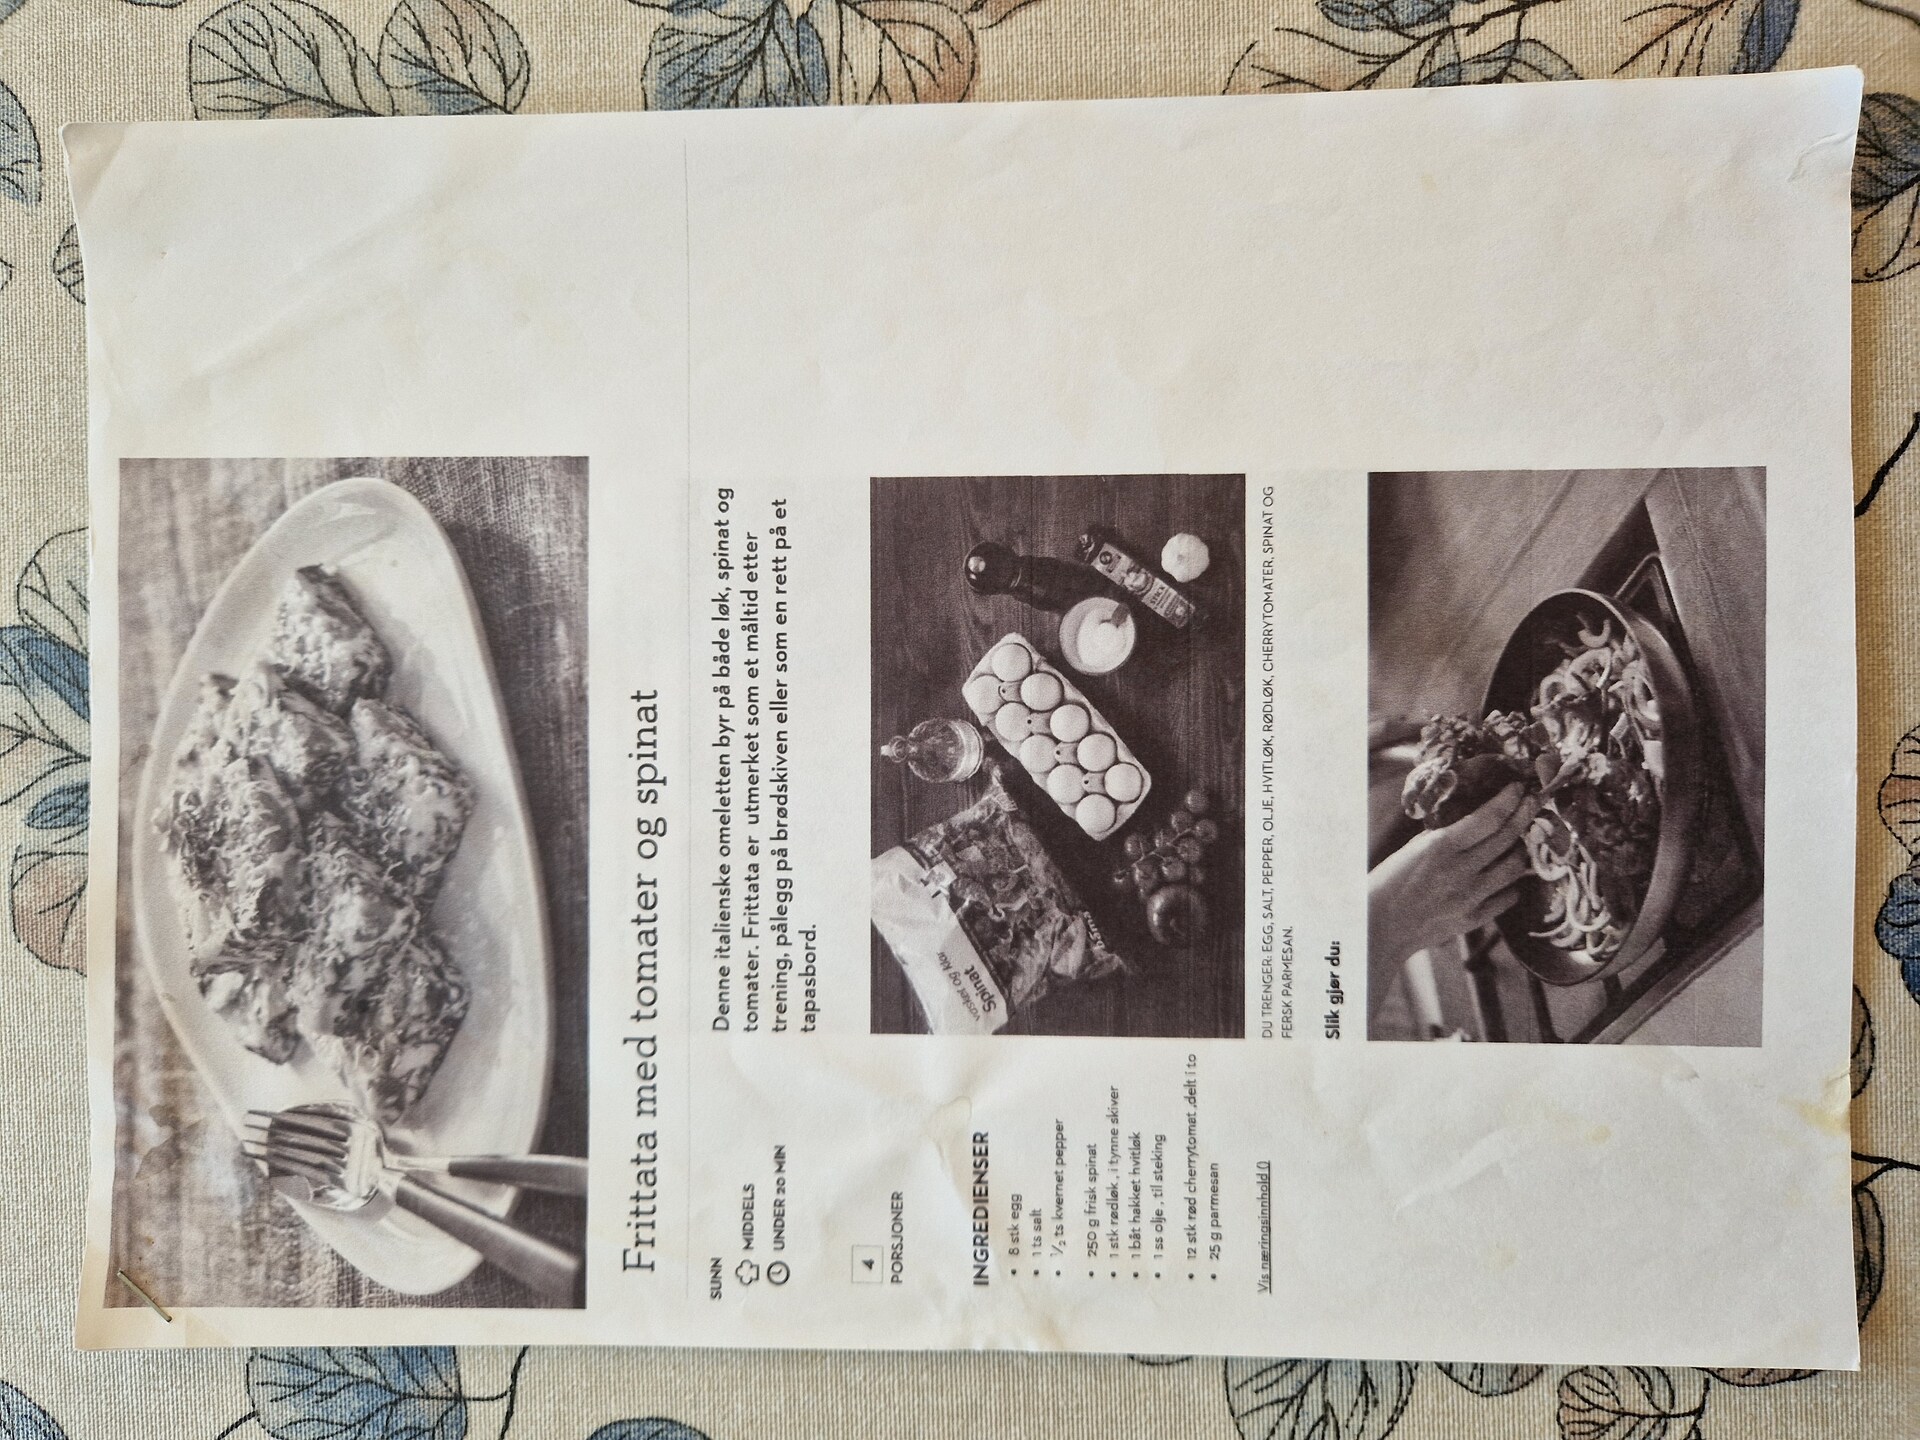 Frittata med tomater og spinat
SUNN
MIDDELS
UNDER 20 MIN
4
PORSJONER
INGREDIENSER
• 8 stk egg
• 1 ts salt
• ½ ts kvernet pepper
• 250 g frisk spinat
• 1 stk rødløk , i tynne skiver
• 1 båt hakket hvitløk
• 1 ss olje , til steking
• 12 stk rød cherrytomat ,delt i to
• 25 g parmesan
Vis næringsinnhold ()
Denne italienske omeletten byr på både løk, spinat og
tomater. Frittata er utmerket som et måltid etter
trening, pålegg på brødskiven eller som en rett på et
tapasbord.
vasket og klar
Spinat
bama
STICK
DU TRENGER: EGG, SALT, PEPPER, OLJE, HVITLØK, RØDLØK, CHERRYTOMATER, SPINAT OG
FERSK PARMESAN.
Slik gjør du: